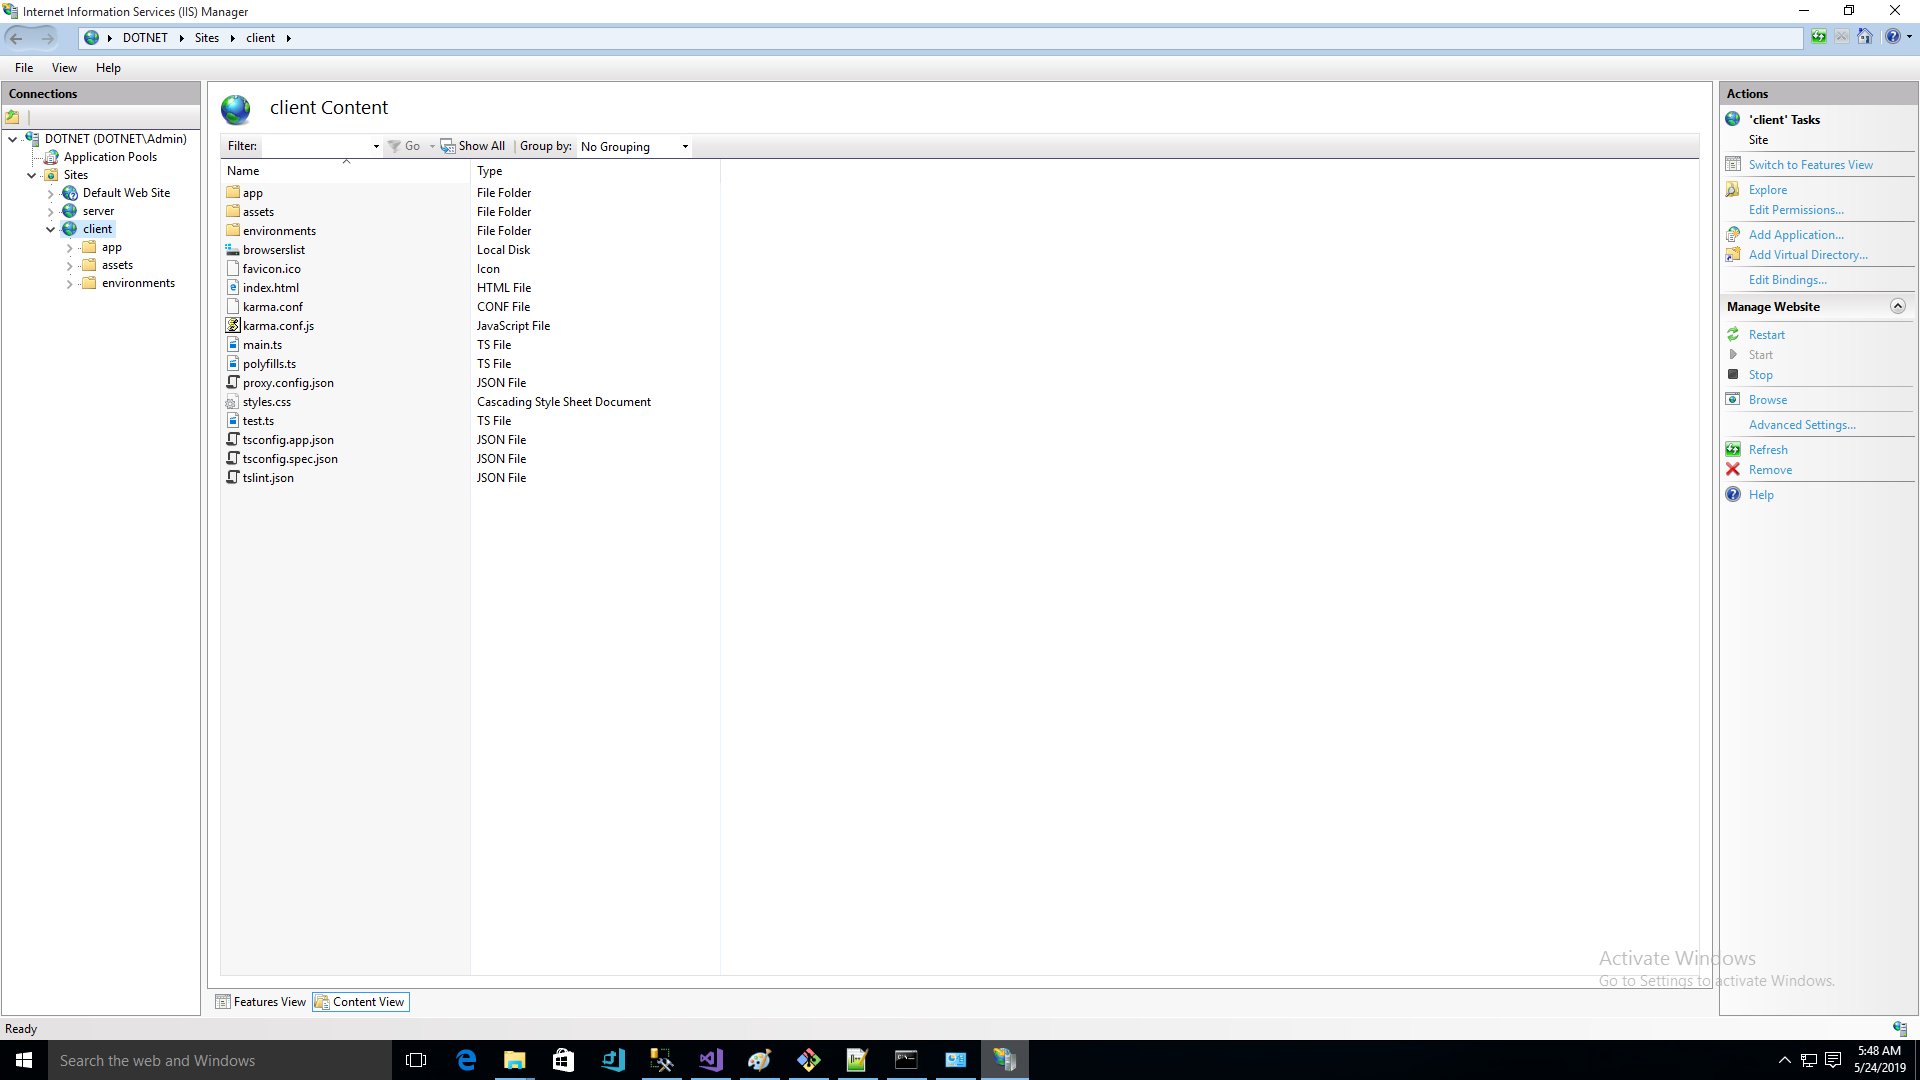 Internet Information Services (IIS) Manager
DOTNET Sites client
File View Help
Connections
DOTNET (DOTNET\Admin)
Application Pools
Sites
Default Web Site
server
client
app
assets
environments
client Content
Filter: Go Show All Group by: No Grouping
Name Type
app File Folder
assets File Folder
environments File Folder
browserslist Local Disk
favicon.ico Icon
index.html HTML File
karma.conf CONF File
karma.conf.js JavaScript File
main.ts TS File
polyfills.ts TS File
proxy.config.json JSON File
styles.css Cascading Style Sheet Document
test.ts TS File
tsconfig.app.json JSON File
tsconfig.spec.json JSON File
tslint.json JSON File
Features View Content View
Actions
'client' Tasks
Site
Switch to Features View
Explore
Edit Permissions...
Add Application...
Add Virtual Directory...
Edit Bindings...
Manage Website
Restart
Start
Stop
Browse
Advanced Settings...
Refresh
Remove
Help
Activate Windows
Go to Settings to activate Windows.
Ready
Search the web and Windows
5:48 AM
5/24/2019